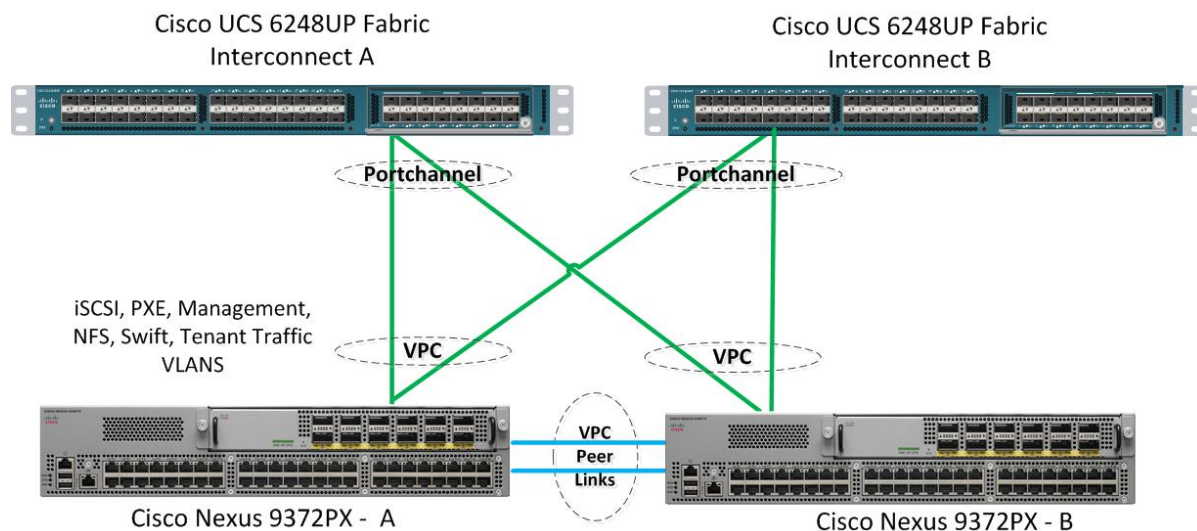 Cisco UCS 6248UP Fabric
Interconnect A
Cisco UCS 6248UP Fabric
Interconnect B
Portchannel
Portchannel
iSCSI, PXE, Management,
NFS, Swift, Tenant Traffic
VLANS
VPC
VPC
VPC
Peer
Links
Cisco Nexus 9372PX - A
Cisco Nexus 9372PX - B